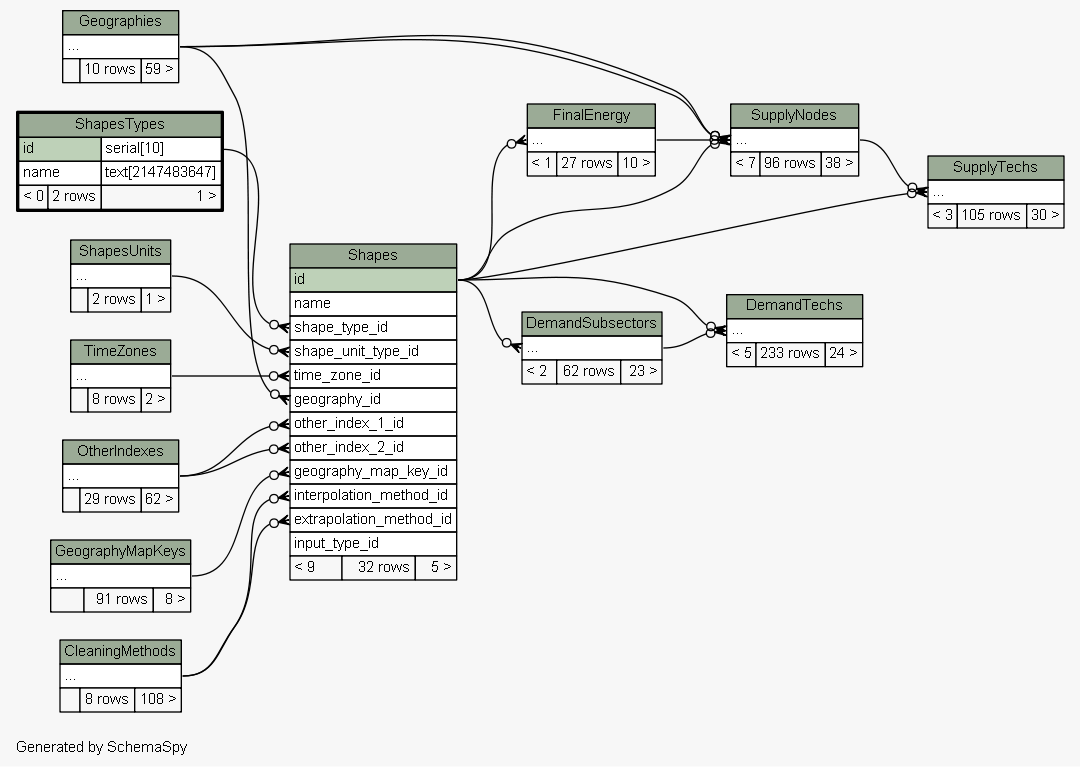 Geographies
...
10 rows 59 >
ShapesTypes
id serial[10]
name text[2147483647]
< 0 2 rows 1 >
ShapesUnits
...
2 rows 1 >
TimeZones
...
8 rows 2 >
OtherIndexes
...
29 rows 62 >
GeographyMapKeys
...
91 rows 8 >
CleaningMethods
...
8 rows 108 >
Shapes
id
name
shape_type_id
shape_unit_type_id
time_zone_id
geography_id
other_index_1_id
other_index_2_id
geography_map_key_id
interpolation_method_id
extrapolation_method_id
input_type_id
< 9 32 rows 5 >
FinalEnergy
...
< 1 27 rows 10 >
DemandSubsectors
...
< 2 62 rows 23 >
SupplyNodes
...
< 7 96 rows 38 >
DemandTechs
...
< 5 233 rows 24 >
SupplyTechs
...
< 3 105 rows 30 >
Generated by SchemaSpy